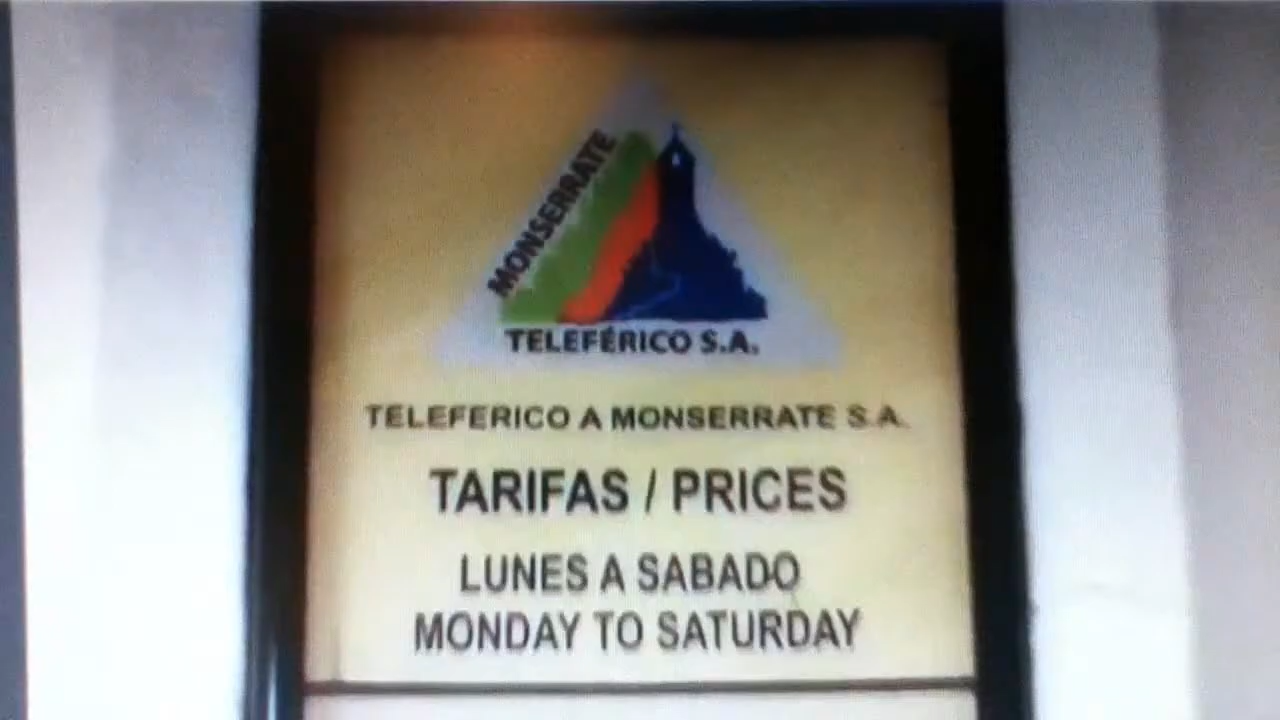 MONSERRATE
TELEFÉRICO S.A.
TELEFERICO A MONSERRATE S.A.
TARIFAS / PRICES
LUNES A SABADO
MONDAY TO SATURDAY